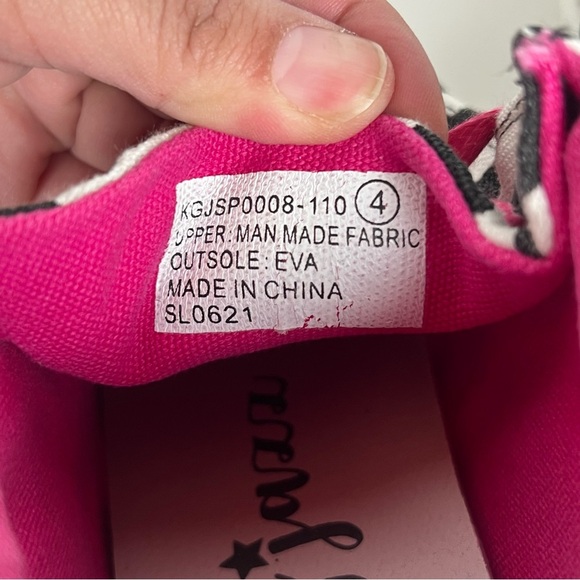 KGJSP0008-110 4
UPPER: MAN MADE FABRIC
OUTSOLE: EVA
MADE IN CHINA
SL0621